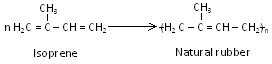 CH₃ CH₃
n H₂C = C – CH = CH₂ ⟶ (H₂C – C = CH – CH₂)n
Isoprene Natural rubber